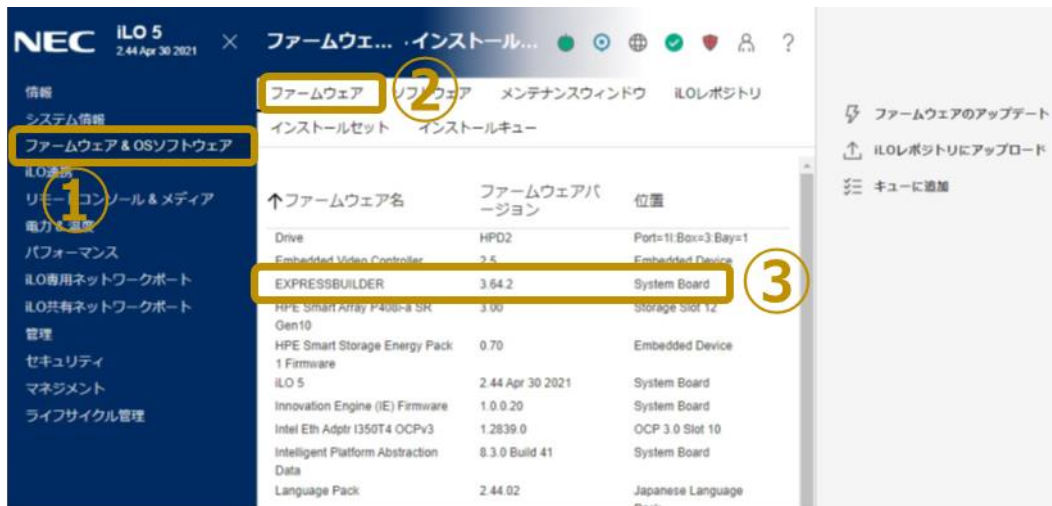 NEC iLO 5
2.44 Apr 30 2021
ファームウェ... ·インストール...
?
情報
システム情報
ファームウェア & OSソフトウェア
iLO連携
リモートコンソール & メディア
電力 & 温度
パフォーマンス
iLO専用ネットワークポート
iLO共有ネットワークポート
管理
セキュリティ
マネジメント
ライフサイクル管理
①
ファームウェア ソフトウェア メンテナンスウィンドウ iLOレポジトリ
②
インストールセット インストールキュー
↑ファームウェア名 ファームウェアバージョン 位置
Drive HPD2 Port=1I:Box=3:Bay=1
Embedded Video Controller 2.5 Embedded Device
EXPRESSBUILDER 3.64.2 System Board
③
HPE Smart Array P408i-a SR Gen10 3.00 Storage Slot 12
HPE Smart Storage Energy Pack 1 Firmware 0.70 Embedded Device
iLO 5 2.44 Apr 30 2021 System Board
Innovation Engine (IE) Firmware 1.0.0.20 System Board
Intel Eth Adptr I350T4 OCPv3 1.2839.0 OCP 3.0 Slot 10
Intelligent Platform Abstraction Data 8.3.0 Build 41 System Board
Language Pack 2.44.02 Japanese Language
ファームウェアのアップデート
iLOレポジトリにアップロード
キューに追加